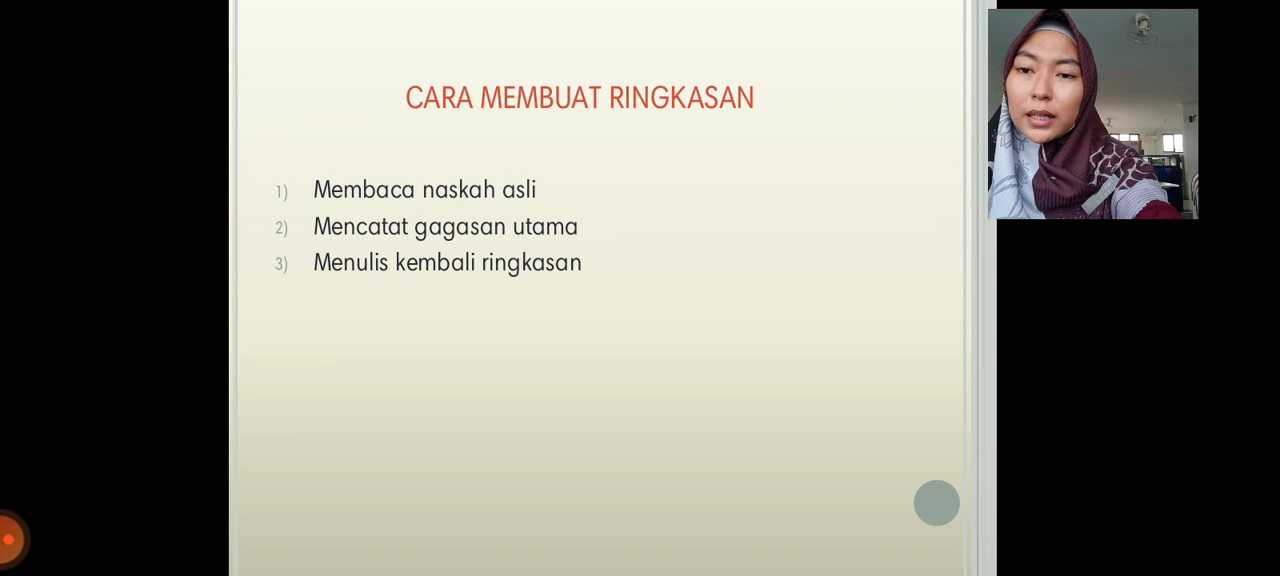 CARA MEMBUAT RINGKASAN
1) Membaca naskah asli
2) Mencatat gagasan utama
3) Menulis kembali ringkasan